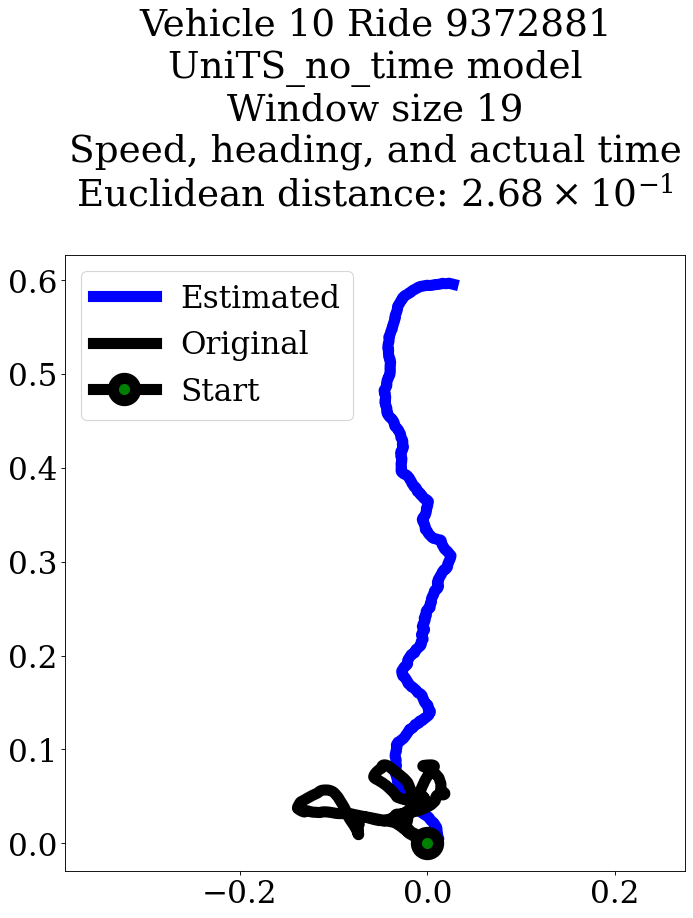 Vehicle 10 Ride 9372881
UniTS_no_time model
Window size 19
Speed, heading, and actual time
Euclidean distance: 2.68 × 10⁻¹
Estimated
Original
Start
0.6
0.5
0.4
0.3
0.2
0.1
0.0
−0.2
0.0
0.2